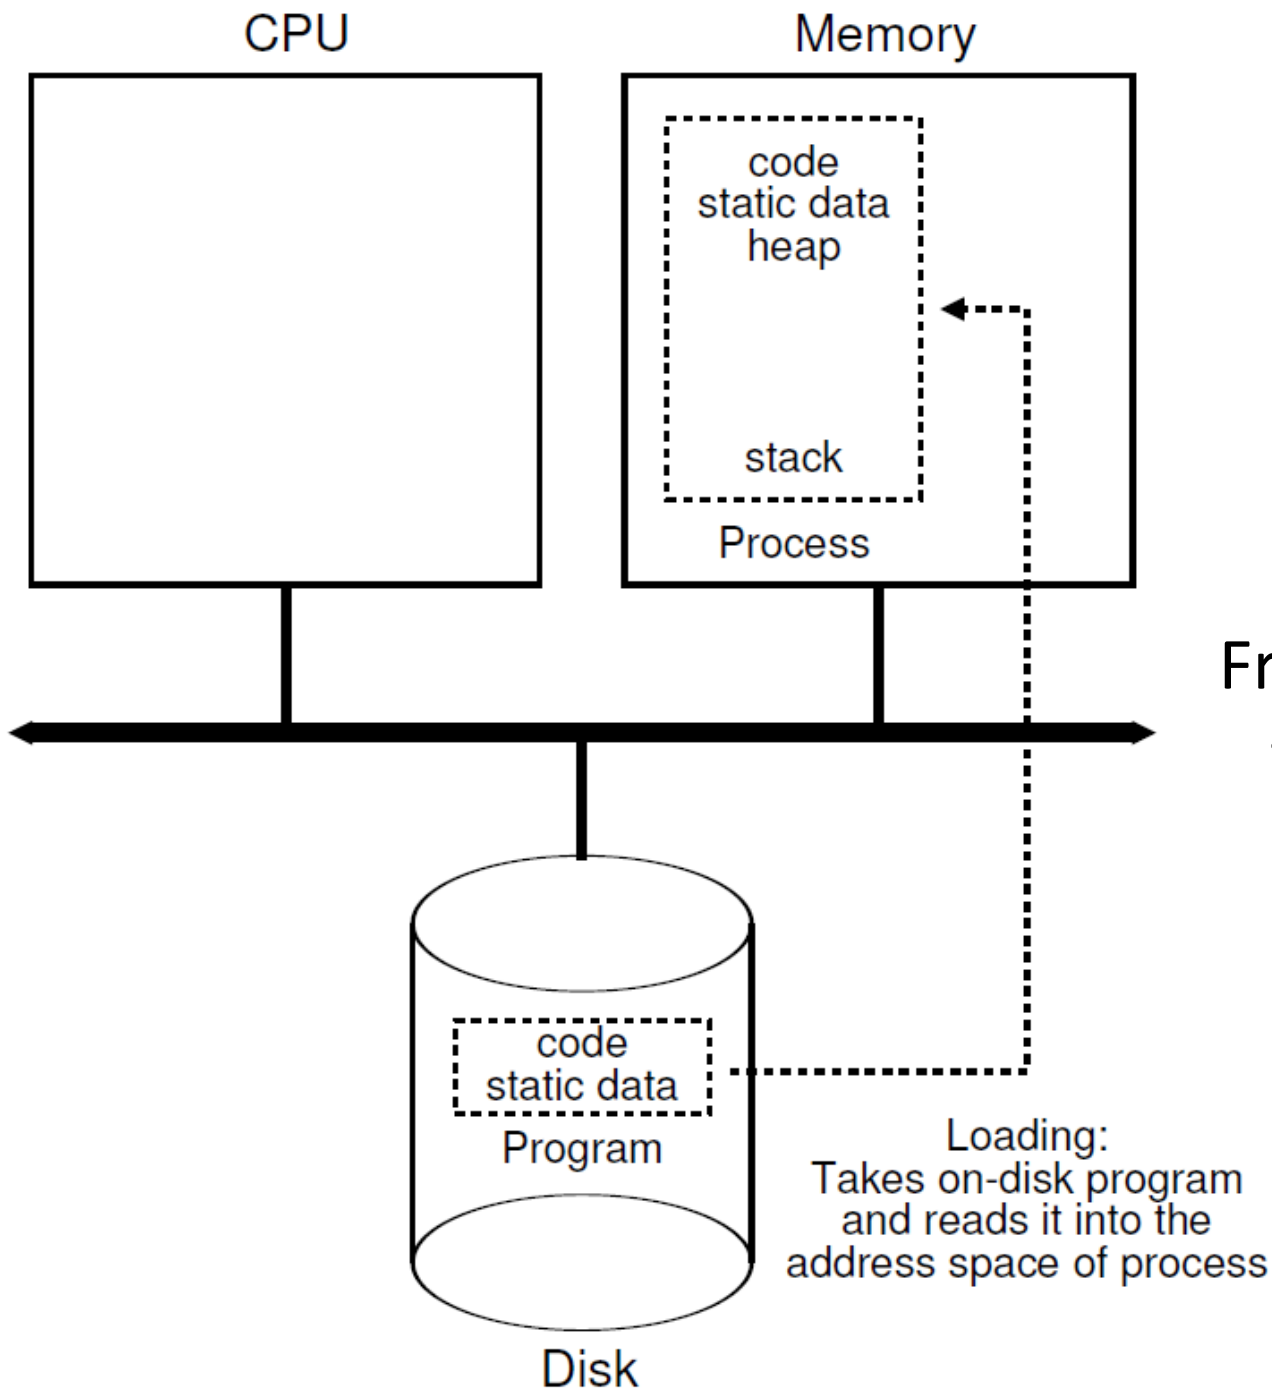 CPU
Memory
code
static data
heap
stack
Process
code
static data
Program
Loading:
Takes on-disk program
and reads it into the
address space of process
Disk